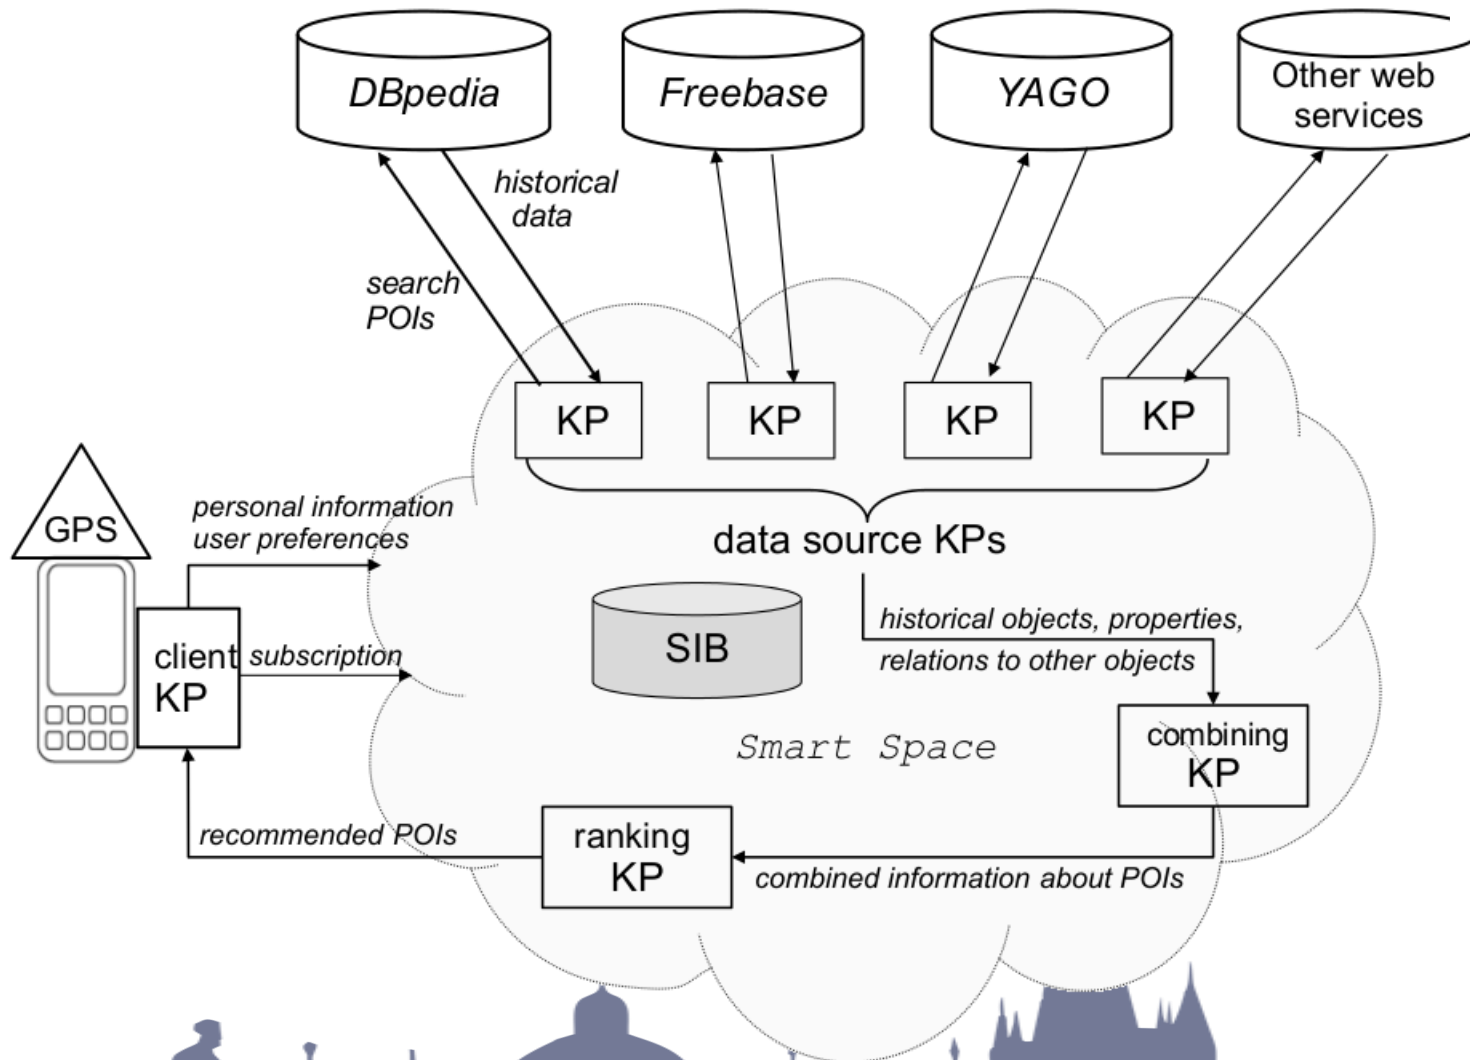 DBpedia
Freebase
YAGO
Other web
services
historical
data
search
POIs
KP
KP
KP
KP
data source KPs
GPS
personal information
user preferences
client
KP
subscription
SIB
historical objects, properties,
relations to other objects
Smart Space
combining
KP
recommended POIs
ranking
KP
combined information about POIs